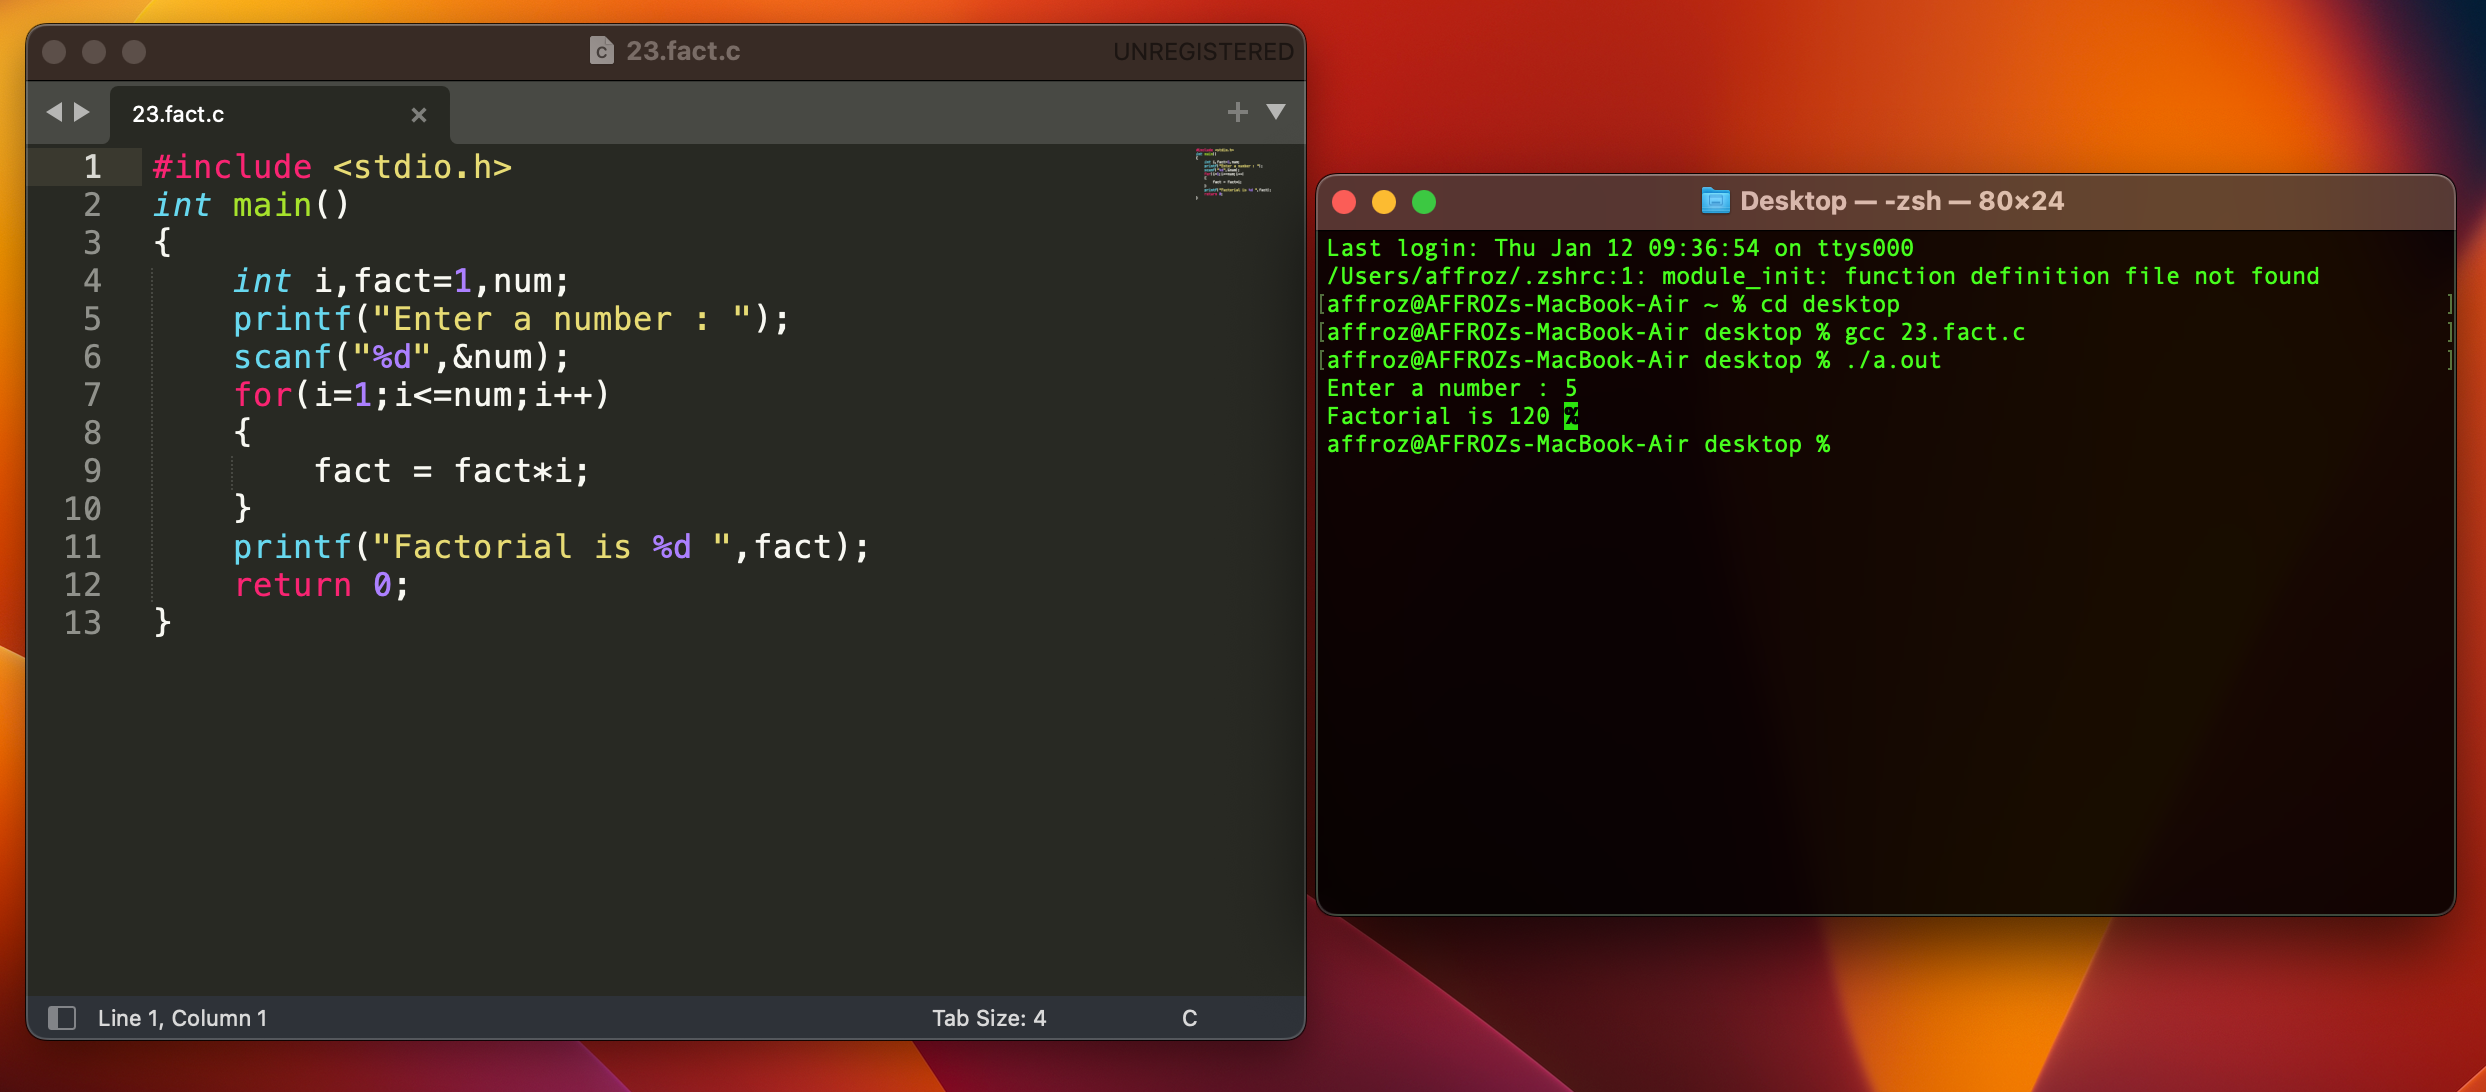 23.fact.c
UNREGISTERED
23.fact.c
1 #include <stdio.h>
2 int main()
3 {
4     int i,fact=1,num;
5     printf("Enter a number : ");
6     scanf("%d",&num);
7     for(i=1;i<=num;i++)
8     {
9         fact = fact*i;
10     }
11     printf("Factorial is %d ",fact);
12     return 0;
13 }
Line 1, Column 1
Tab Size: 4
C
Desktop — -zsh — 80×24
Last login: Thu Jan 12 09:36:54 on ttys000
/Users/affroz/.zshrc:1: module_init: function definition file not found
[affroz@AFFROZs-MacBook-Air ~ % cd desktop ]
[affroz@AFFROZs-MacBook-Air desktop % gcc 23.fact.c ]
[affroz@AFFROZs-MacBook-Air desktop % ./a.out ]
Enter a number : 5
Factorial is 120 %
affroz@AFFROZs-MacBook-Air desktop %